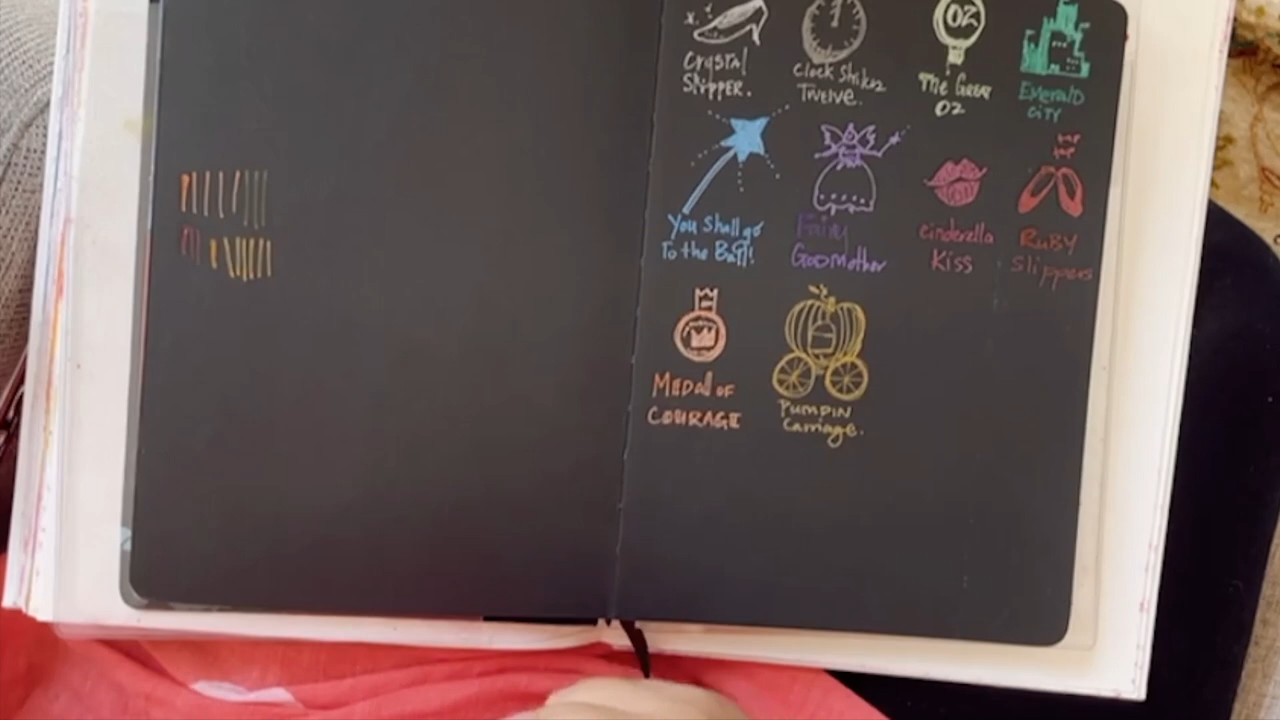 Crystal
Slipper.
Clock Strikes
Twelve.
OZ
The Great
OZ
Emerald
City
You Shall go
To the Ball!
Fairy
Godmother
Cinderella
Kiss
Ruby
Slippers
Medal of
Courage
Pumpin
Carriage.